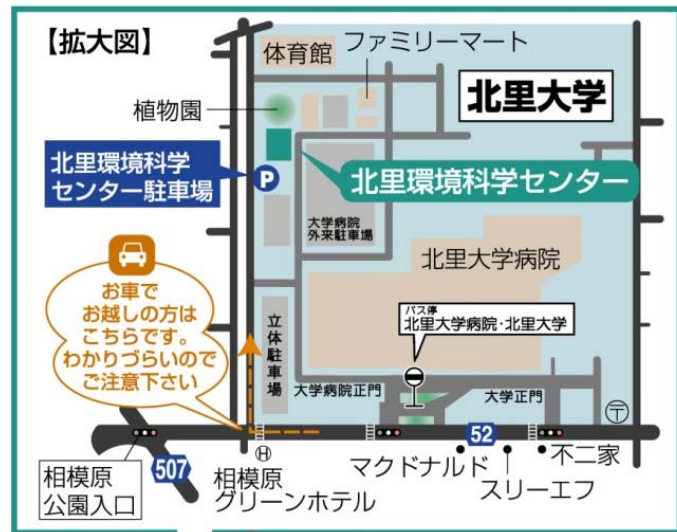 【拡大図】
体育館
ファミリーマート
植物園
北里大学
北里環境科学
センター駐車場
P
北里環境科学センター
大学病院
外来駐車場
北里大学病院
お車で
お越しの方は
こちらです。
わかりづらいので
ご注意下さい
立体駐車場
バス停
北里大学病院・北里大学
大学病院正門
大学正門
〒
52
H
507
相模原
公園入口
相模原
グリーンホテル
マクドナルド
スリーエフ
不二家